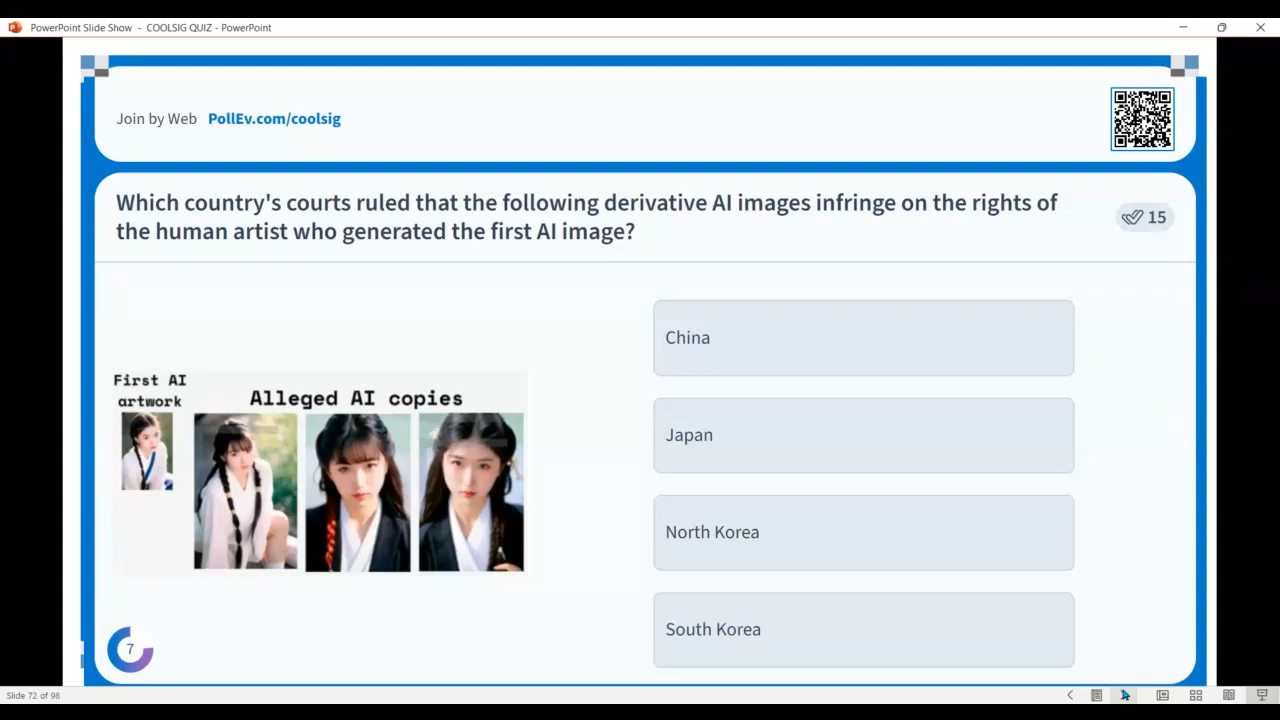 PowerPoint Slide Show - COOLSIG QUIZ - PowerPoint
Join by Web PollEv.com/coolsig
Which country's courts ruled that the following derivative AI images infringe on the rights of
the human artist who generated the first AI image?
15
First AI
artwork
Alleged AI copies
China
Japan
North Korea
South Korea
7
Slide 72 of 98